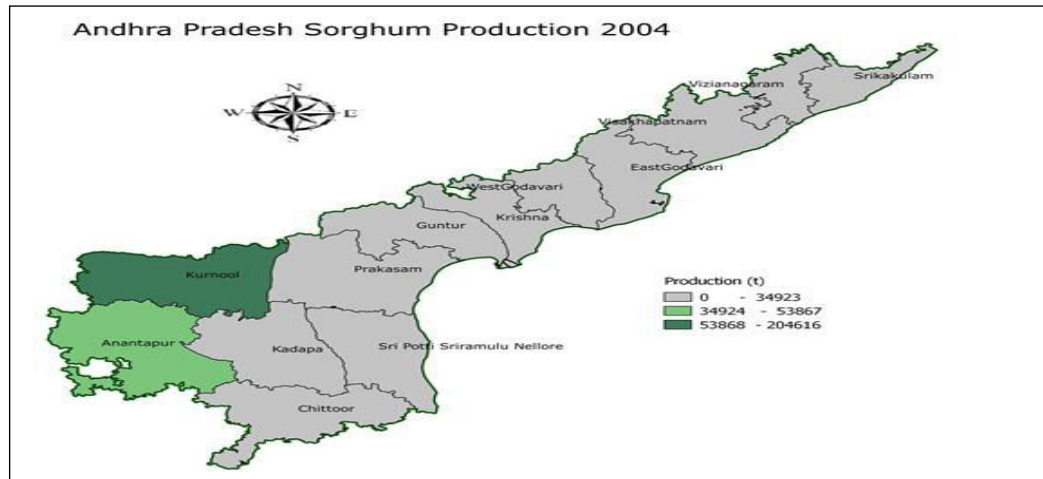 Andhra Pradesh Sorghum Production 2004
N
W E
S
Srikakulam
Vizianagaram
Visakhapatnam
EastGodavari
WestGodavari
Krishna
Guntur
Prakasam
Kurnool
Production (t)
0 - 34923
34924 - 53867
53868 - 204616
Anantapur
Kadapa
Sri Potti Sriramulu Nellore
Chittoor